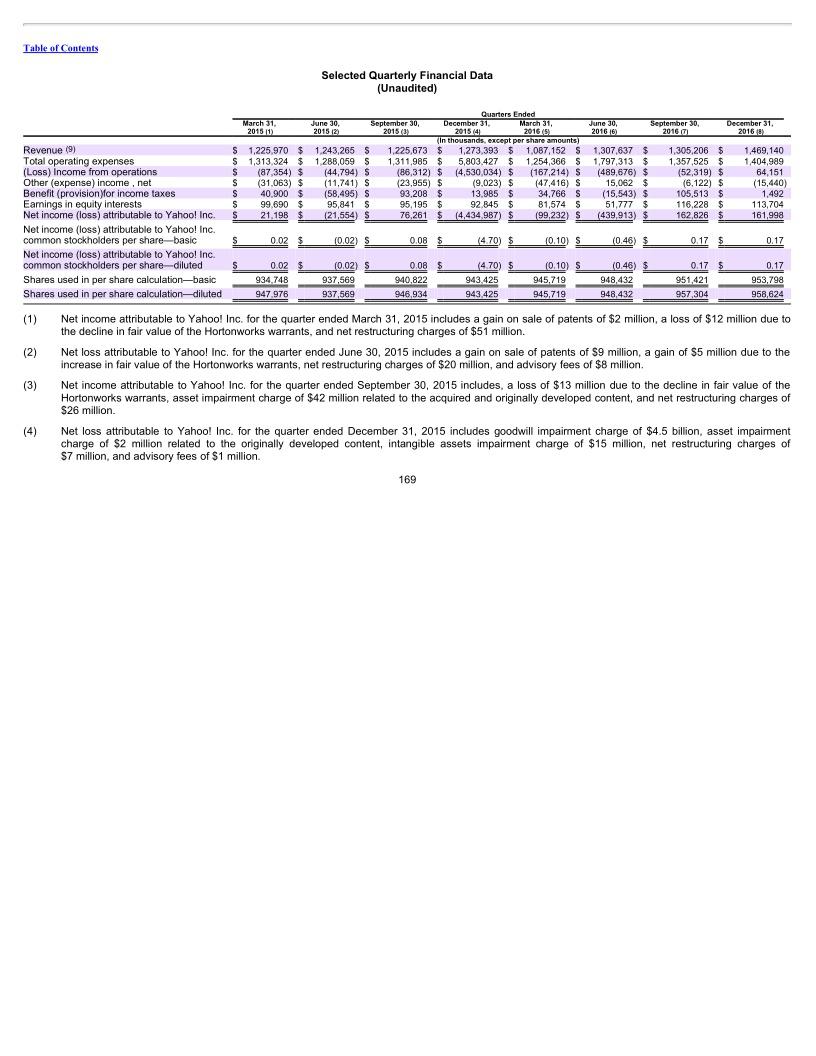 Table of Contents
Selected Quarterly Financial Data
(Unaudited)
Quarters Ended
March 31, June 30, September 30, December 31, March 31, June 30, September 30, December 31,
2015 (1) 2015 (2) 2015 (3) 2015 (4) 2016 (5) 2016 (6) 2016 (7) 2016 (8)
(In thousands, except per share amounts)
Revenue (9) $ 1,225,970 $ 1,243,265 $ 1,225,673 $ 1,273,393 $ 1,087,152 $ 1,307,637 $ 1,305,206 $ 1,469,140
Total operating expenses $ 1,313,324 $ 1,288,059 $ 1,311,985 $ 5,803,427 $ 1,254,366 $ 1,797,313 $ 1,357,525 $ 1,404,989
(Loss) Income from operations $ (87,354) $ (44,794) $ (86,312) $ (4,530,034) $ (167,214) $ (489,676) $ (52,319) $ 64,151
Other (expense) income , net $ (31,063) $ (11,741) $ (23,955) $ (9,023) $ (47,416) $ 15,062 $ (6,122) $ (15,440)
Benefit (provision)for income taxes $ 40,900 $ (58,495) $ 93,208 $ 13,985 $ 34,766 $ (15,543) $ 105,513 $ 1,492
Earnings in equity interests $ 99,690 $ 95,841 $ 95,195 $ 92,845 $ 81,574 $ 51,777 $ 116,228 $ 113,704
Net income (loss) attributable to Yahoo! Inc. $ 21,198 $ (21,554) $ 76,261 $ (4,434,987) $ (99,232) $ (439,913) $ 162,826 $ 161,998
Net income (loss) attributable to Yahoo! Inc.
common stockholders per share—basic $ 0.02 $ (0.02) $ 0.08 $ (4.70) $ (0.10) $ (0.46) $ 0.17 $ 0.17
Net income (loss) attributable to Yahoo! Inc.
common stockholders per share—diluted $ 0.02 $ (0.02) $ 0.08 $ (4.70) $ (0.10) $ (0.46) $ 0.17 $ 0.17
Shares used in per share calculation—basic 934,748 937,569 940,822 943,425 945,719 948,432 951,421 953,798
Shares used in per share calculation—diluted 947,976 937,569 946,934 943,425 945,719 948,432 957,304 958,624
(1) Net income attributable to Yahoo! Inc. for the quarter ended March 31, 2015 includes a gain on sale of patents of $2 million, a loss of $12 million due to
the decline in fair value of the Hortonworks warrants, and net restructuring charges of $51 million.
(2) Net loss attributable to Yahoo! Inc. for the quarter ended June 30, 2015 includes a gain on sale of patents of $9 million, a gain of $5 million due to the
increase in fair value of the Hortonworks warrants, net restructuring charges of $20 million, and advisory fees of $8 million.
(3) Net income attributable to Yahoo! Inc. for the quarter ended September 30, 2015 includes, a loss of $13 million due to the decline in fair value of the
Hortonworks warrants, asset impairment charge of $42 million related to the acquired and originally developed content, and net restructuring charges of
$26 million.
(4) Net loss attributable to Yahoo! Inc. for the quarter ended December 31, 2015 includes goodwill impairment charge of $4.5 billion, asset impairment
charge of $2 million related to the originally developed content, intangible assets impairment charge of $15 million, net restructuring charges of
$7 million, and advisory fees of $1 million.
169